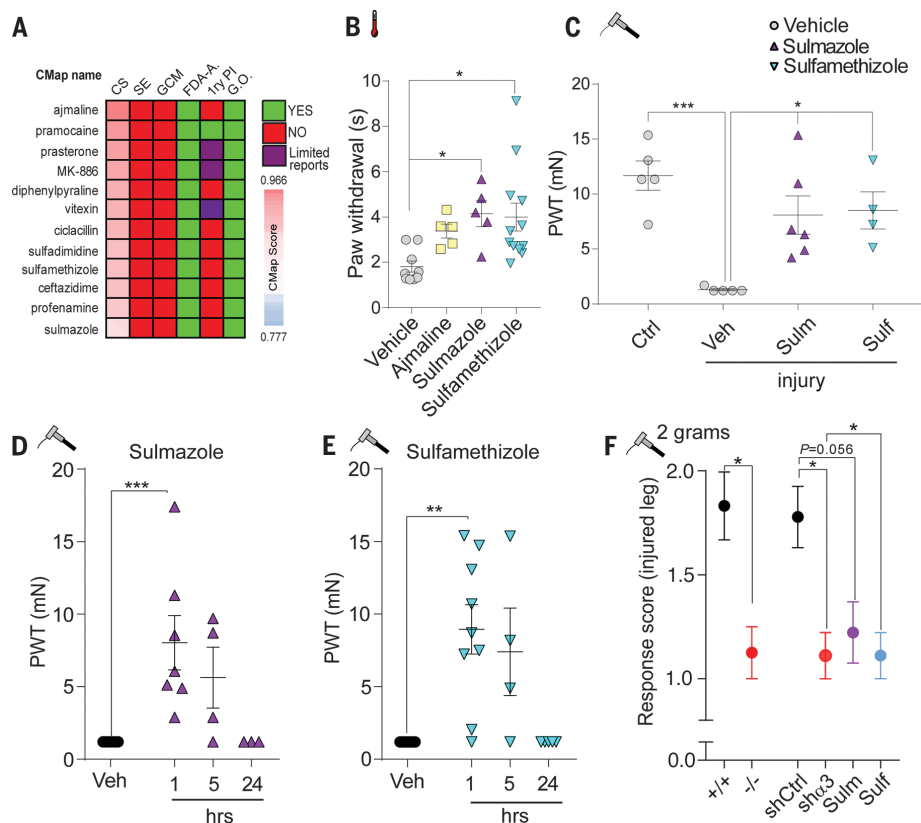 A
CMap name
CS
SE
GCM
FDA-A.
1ry PI
G.O.
ajmaline
pramocaine
prasterone
MK-886
diphenylpyraline
vitexin
ciclacillin
sulfadimidine
sulfamethizole
ceftazidime
profenamine
sulmazole
YES
NO
Limited
reports
0.966
CMap Score
0.777
B
Paw withdrawal (s)
10
8
6
4
2
0
*
*
Vehicle
Ajmaline
Sulmazole
Sulfamethizole
C
Vehicle
Sulmazole
Sulfamethizole
PWT (mN)
20
15
10
5
0
***
*
Ctrl
Veh
Sulm
Sulf
injury
D
Sulmazole
PWT (mN)
20
15
10
5
0
***
Veh
1
5
24
hrs
E
Sulfamethizole
PWT (mN)
20
15
10
5
0
**
Veh
1
5
24
hrs
F
2 grams
Response score (injured leg)
2.0
1.5
1.0
0.0
*
*
P=0.056
*
+/+
-/-
shCtrl
shα3
Sulm
Sulf